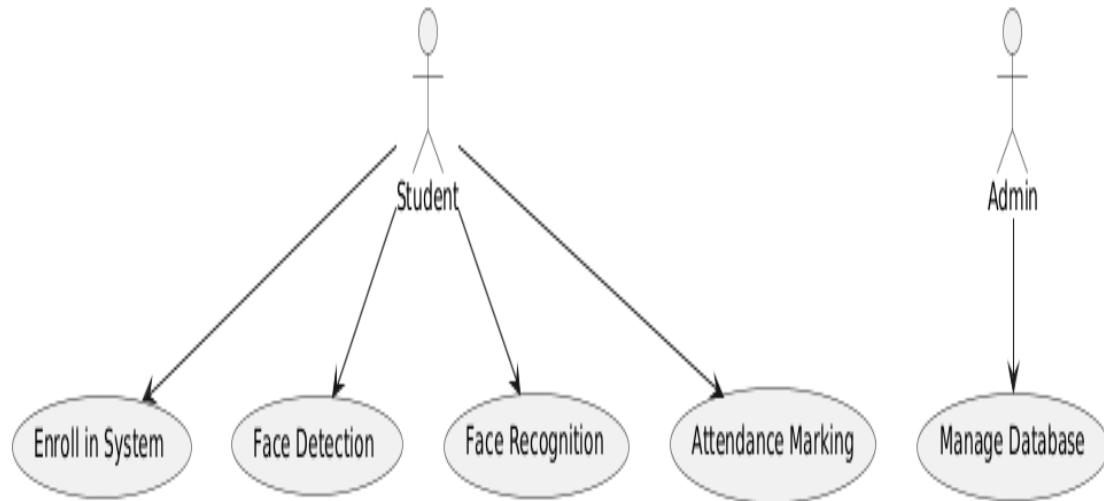 Student
Admin
Enroll in System
Face Detection
Face Recognition
Attendance Marking
Manage Database